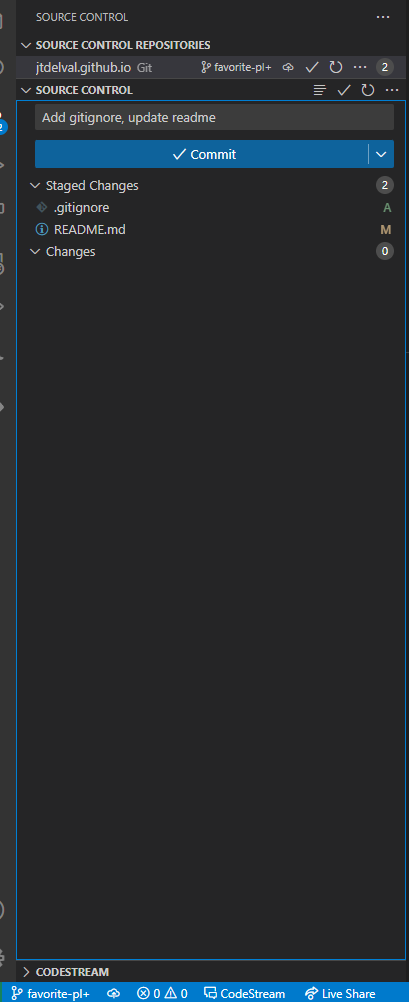 SOURCE CONTROL
SOURCE CONTROL REPOSITORIES
jtdelval.github.io Git favorite-pl+ 2
SOURCE CONTROL
Add gitignore, update readme
Commit
Staged Changes 2
.gitignore A
README.md M
Changes 0
CODESTREAM
favorite-pl+ 0 0 CodeStream Live Share